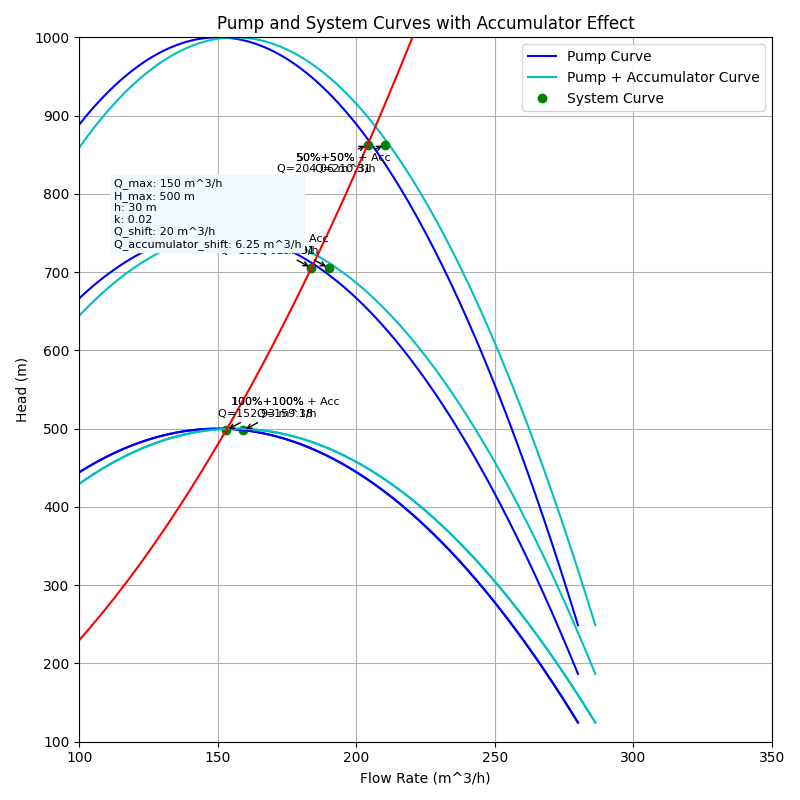 Pump and System Curves with Accumulator Effect
1000
900
800
700
600
500
400
300
200
100
Head (m)
100
150
200
250
300
350
Flow Rate (m^3/h)
Pump Curve
Pump + Accumulator Curve
System Curve
50%+50% + Acc
Q_max: 150 m^3/h
H_max: 500 m
h: 30 m
k: 0.02
Q_shift: 20 m^3/h
Q_accumulator_shift: 6.25 m^3/h
Acc
100%+100% + Acc